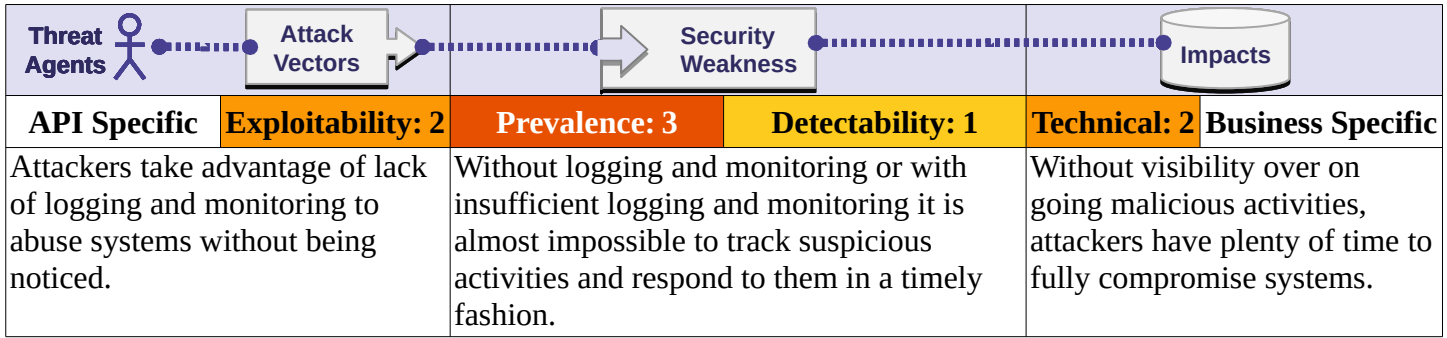 Threat
Agents
Attack
Vectors
Security
Weakness
Impacts
API Specific
Exploitability: 2
Prevalence: 3
Detectability: 1
Technical: 2
Business Specific
Attackers take advantage of lack
of logging and monitoring to
abuse systems without being
noticed.
Without logging and monitoring or with
insufficient logging and monitoring it is
almost impossible to track suspicious
activities and respond to them in a timely
fashion.
Without visibility over on
going malicious activities,
attackers have plenty of time to
fully compromise systems.